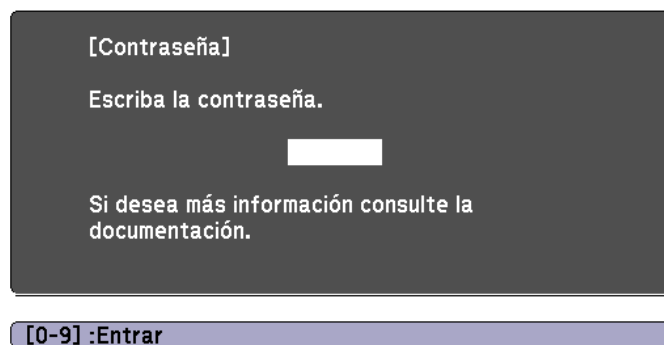 [Contraseña]
Escriba la contraseña.
Si desea más información consulte la
documentación.
[0-9] :Entrar